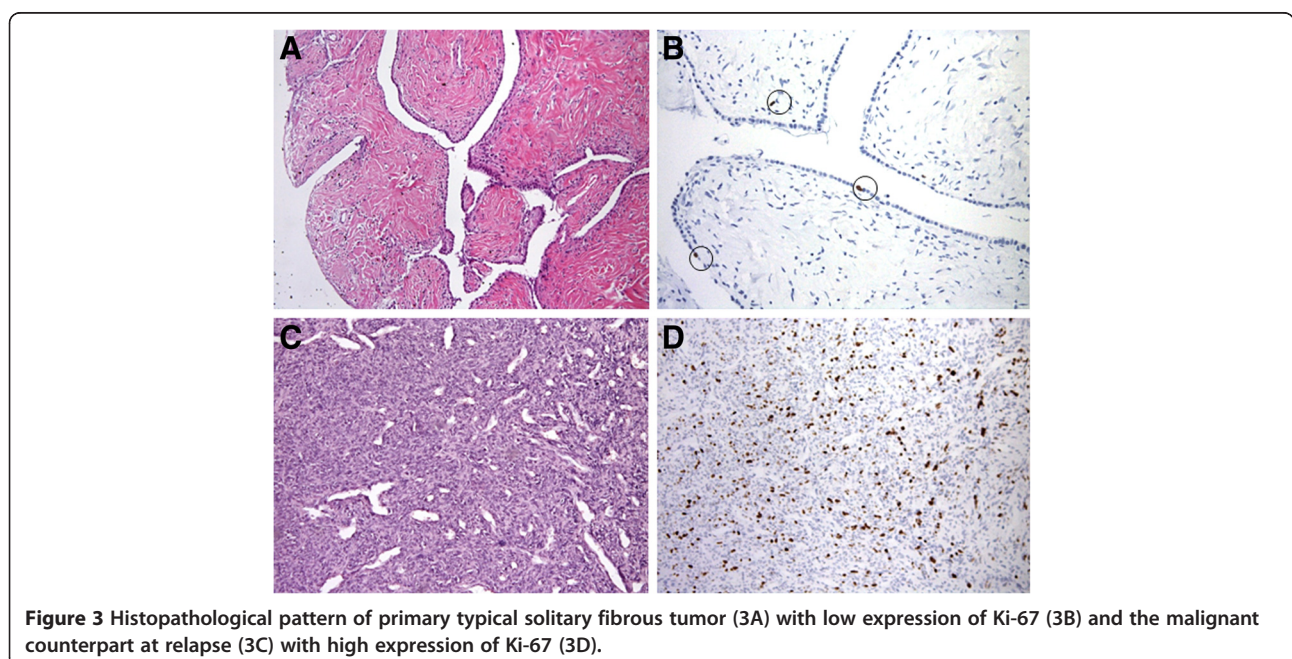 A
B
C
D
Figure 3 Histopathological pattern of primary typical solitary fibrous tumor (3A) with low expression of Ki-67 (3B) and the malignant
counterpart at relapse (3C) with high expression of Ki-67 (3D).